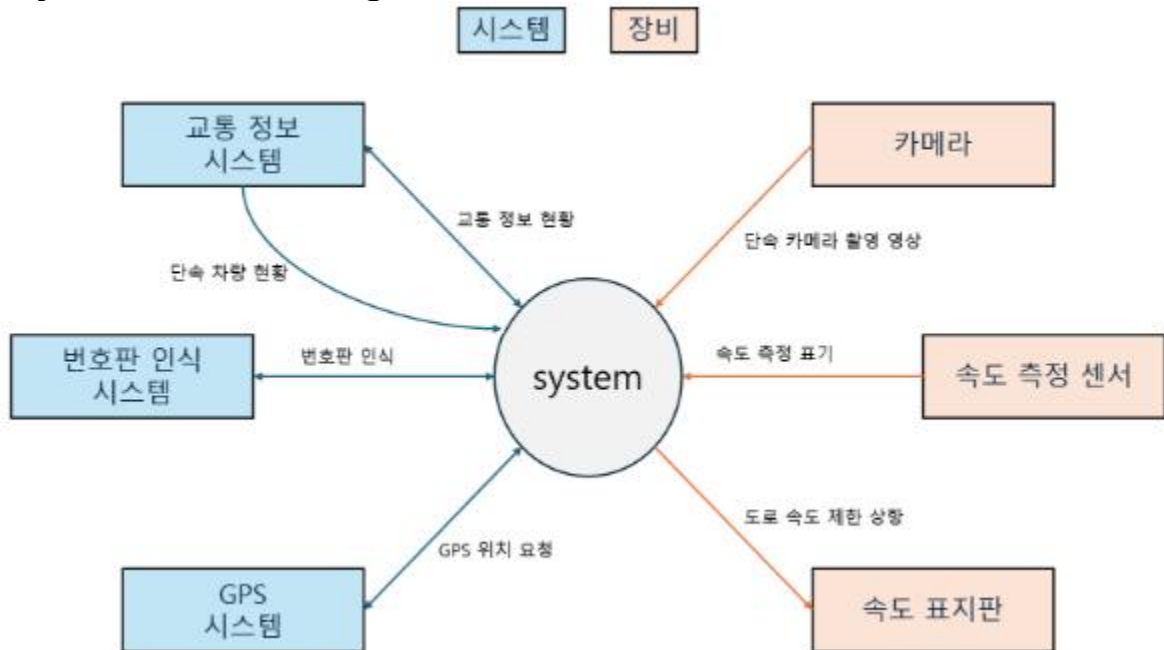 시스템
장비
교통 정보
시스템
카메라
교통 정보 현황
단속 카메라 촬영 영상
단속 차량 현황
번호판 인식
시스템
번호판 인식
system
속도 측정 표기
속도 측정 센서
GPS 위치 요청
도로 속도 제한 상향
GPS
시스템
속도 표지판